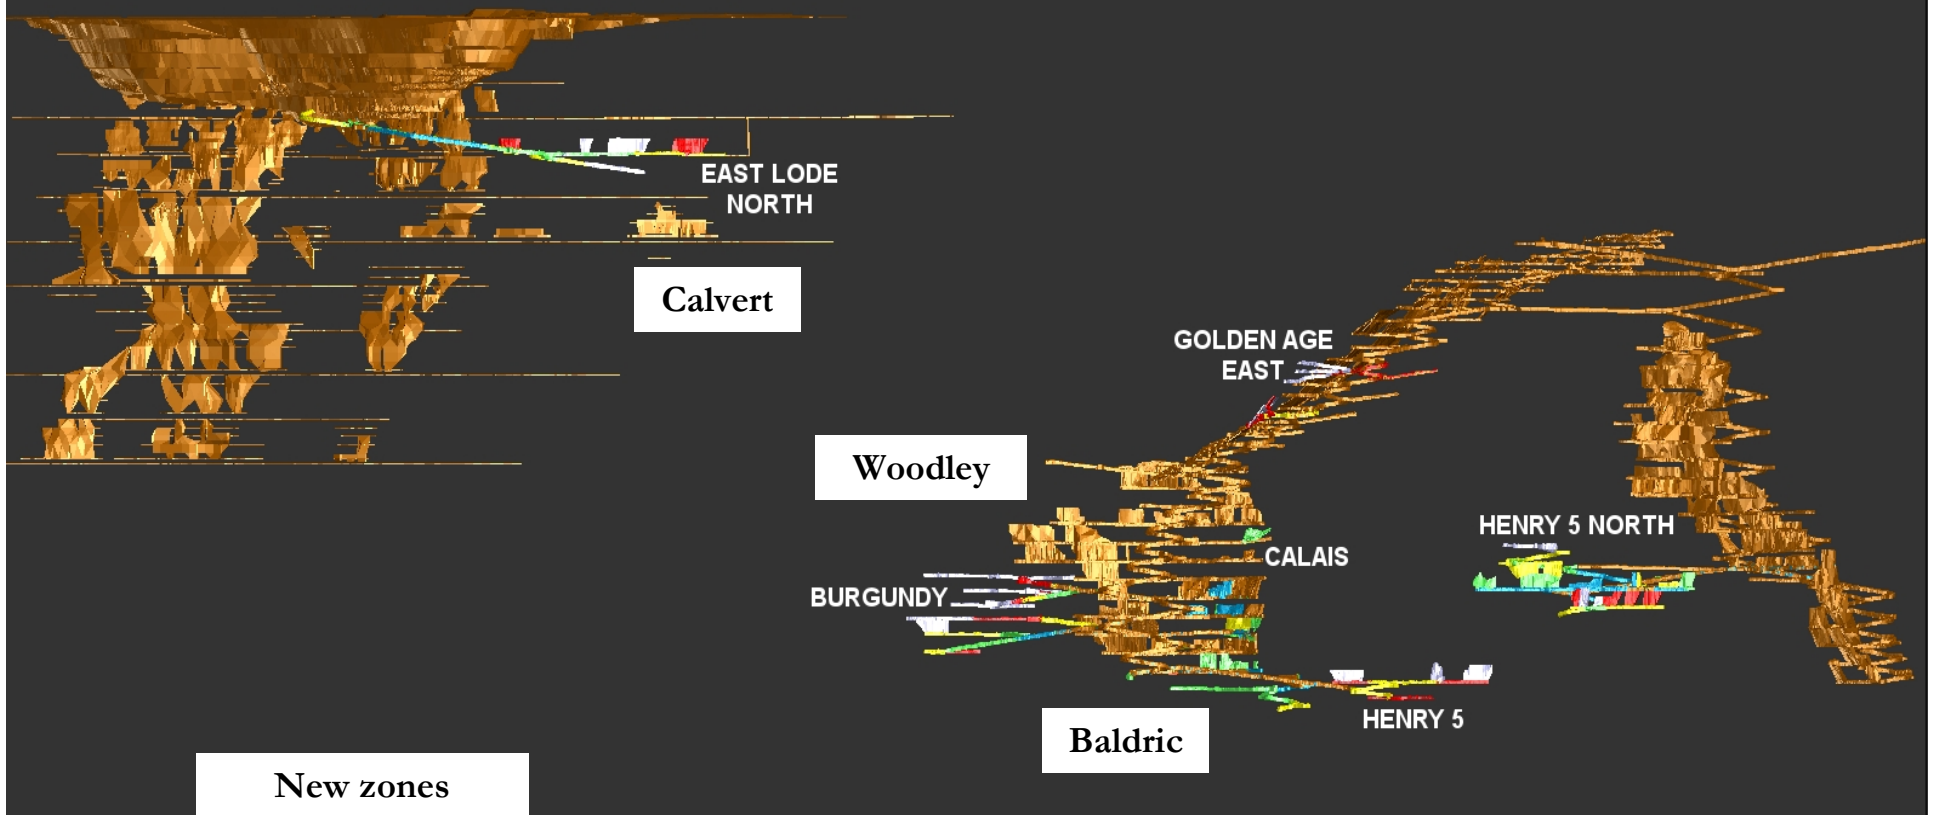 EAST LODE
NORTH
Calvert
GOLDEN AGE
EAST
Woodley
HENRY 5 NORTH
CALAIS
BURGUNDY
HENRY 5
Baldric
New zones